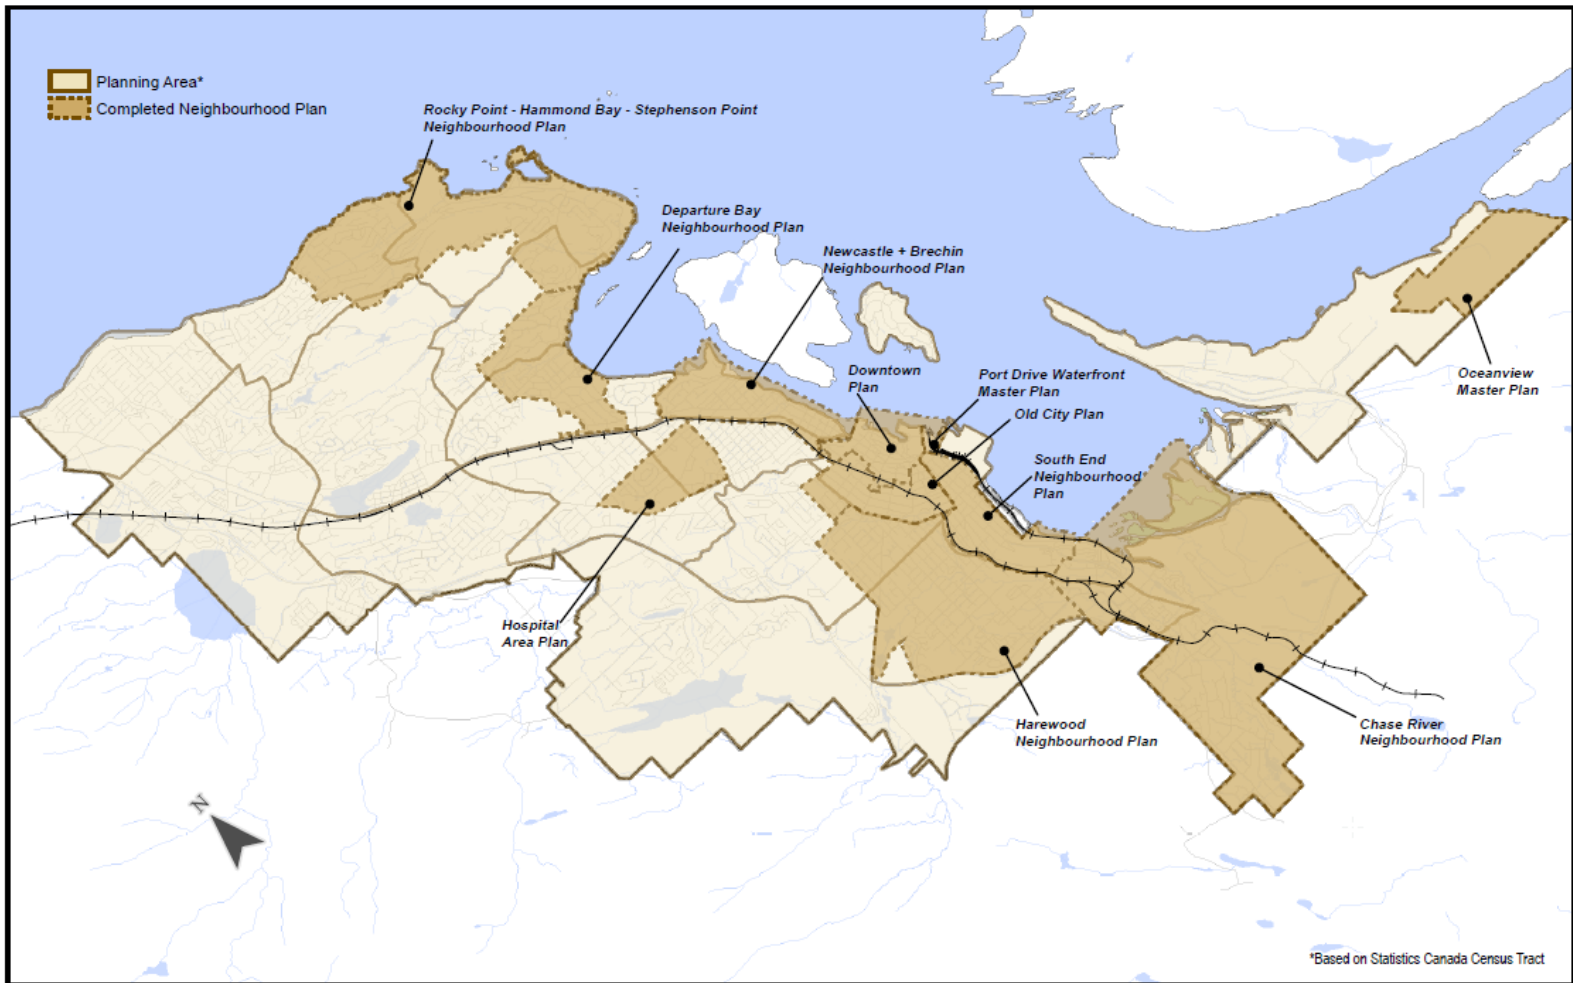 Planning Area*
Completed Neighbourhood Plan
Rocky Point - Hammond Bay - Stephenson Point
Neighbourhood Plan
Departure Bay
Neighbourhood Plan
Newcastle + Brechin
Neighbourhood Plan
Downtown
Plan
Port Drive Waterfront
Master Plan
Old City Plan
South End
Neighbourhood
Plan
Oceanview
Master Plan
Hospital
Area Plan
Harewood
Neighbourhood Plan
Chase River
Neighbourhood Plan
N
*Based on Statistics Canada Census Tract